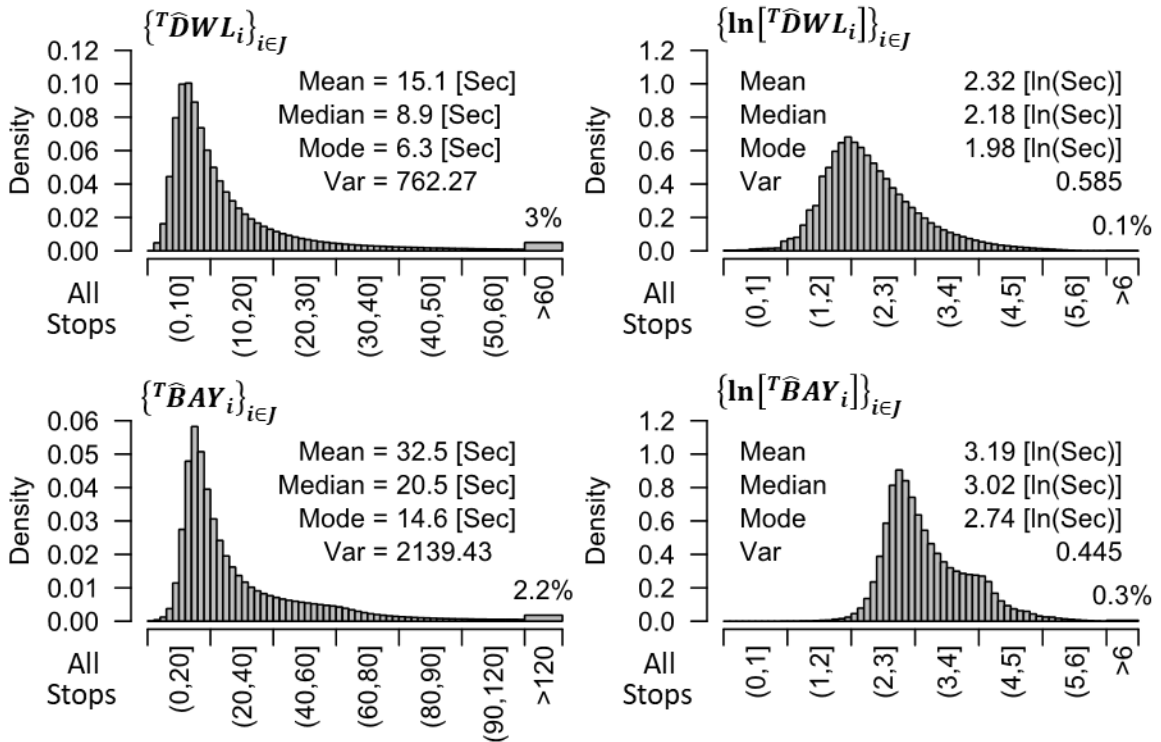 {ᵀD̂WLᵢ}ᵢ∈J
Density
0.12
0.10
0.08
0.06
0.04
0.02
0.00
Mean = 15.1 [Sec]
Median = 8.9 [Sec]
Mode = 6.3 [Sec]
Var = 762.27
3%
All
Stops
(0,10]
(10,20]
(20,30]
(30,40]
(40,50]
(50,60]
>60
{ln[ᵀD̂WLᵢ]}ᵢ∈J
Density
1.2
1.0
0.8
0.6
0.4
0.2
0.0
Mean 2.32 [ln(Sec)]
Median 2.18 [ln(Sec)]
Mode 1.98 [ln(Sec)]
Var 0.585
0.1%
All
Stops
(0,1]
(1,2]
(2,3]
(3,4]
(4,5]
(5,6]
>6
{ᵀB̂AYᵢ}ᵢ∈J
Density
0.06
0.05
0.04
0.03
0.02
0.01
0.00
Mean = 32.5 [Sec]
Median = 20.5 [Sec]
Mode = 14.6 [Sec]
Var = 2139.43
2.2%
All
Stops
(0,20]
(20,40]
(40,60]
(60,80]
(80,90]
(90,120]
>120
{ln[ᵀB̂AYᵢ]}ᵢ∈J
Density
1.2
1.0
0.8
0.6
0.4
0.2
0.0
Mean 3.19 [ln(Sec)]
Median 3.02 [ln(Sec)]
Mode 2.74 [ln(Sec)]
Var 0.445
0.3%
All
Stops
(0,1]
(1,2]
(2,3]
(3,4]
(4,5]
(5,6]
>6